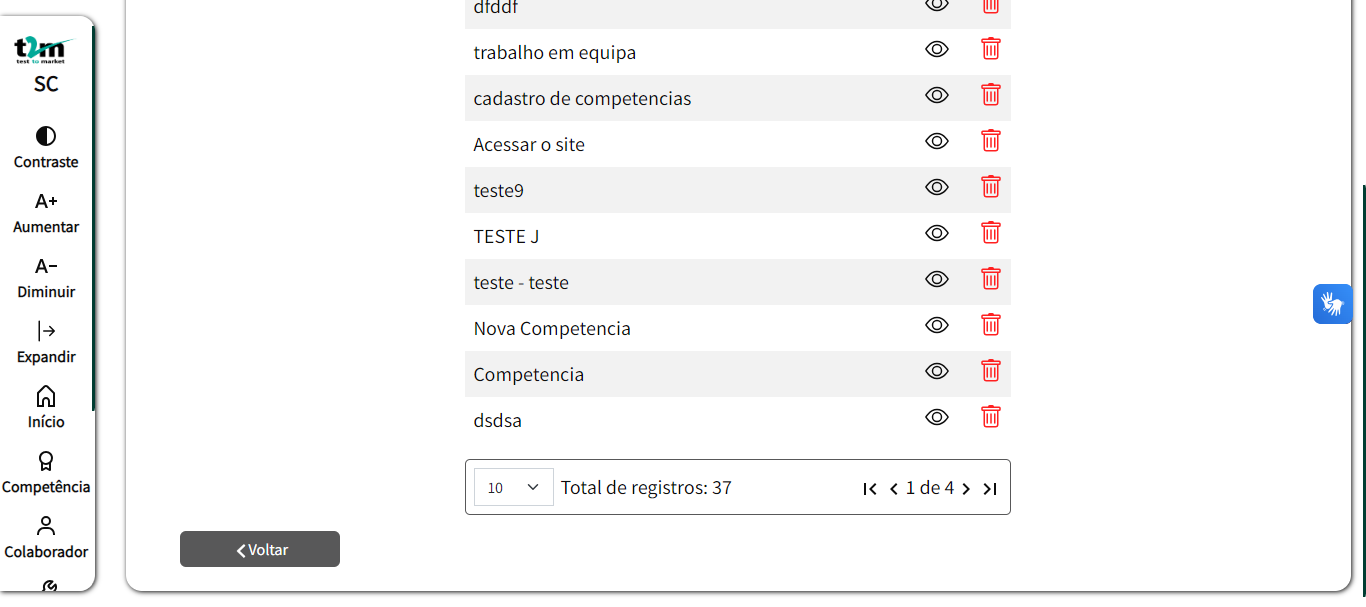 t2m
test to market
SC
Contraste
A+
Aumentar
A-
Diminuir
Expandir
Início
Competência
Colaborador
dfddf
trabalho em equipa
cadastro de competencias
Acessar o site
teste9
TESTE J
teste - teste
Nova Competencia
Competencia
dsdsa
10
Total de registros: 37
1 de 4
Voltar